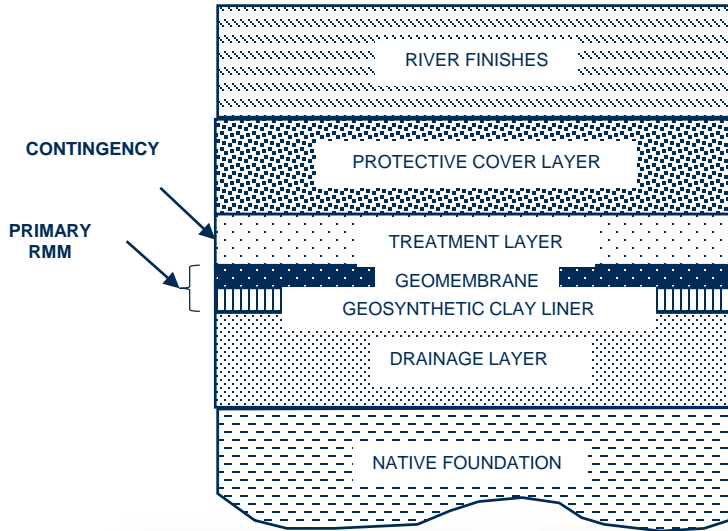 RIVER FINISHES
CONTINGENCY
PROTECTIVE COVER LAYER
PRIMARY
RMM
TREATMENT LAYER
GEOMEMBRANE
GEOSYNTHETIC CLAY LINER
DRAINAGE LAYER
NATIVE FOUNDATION